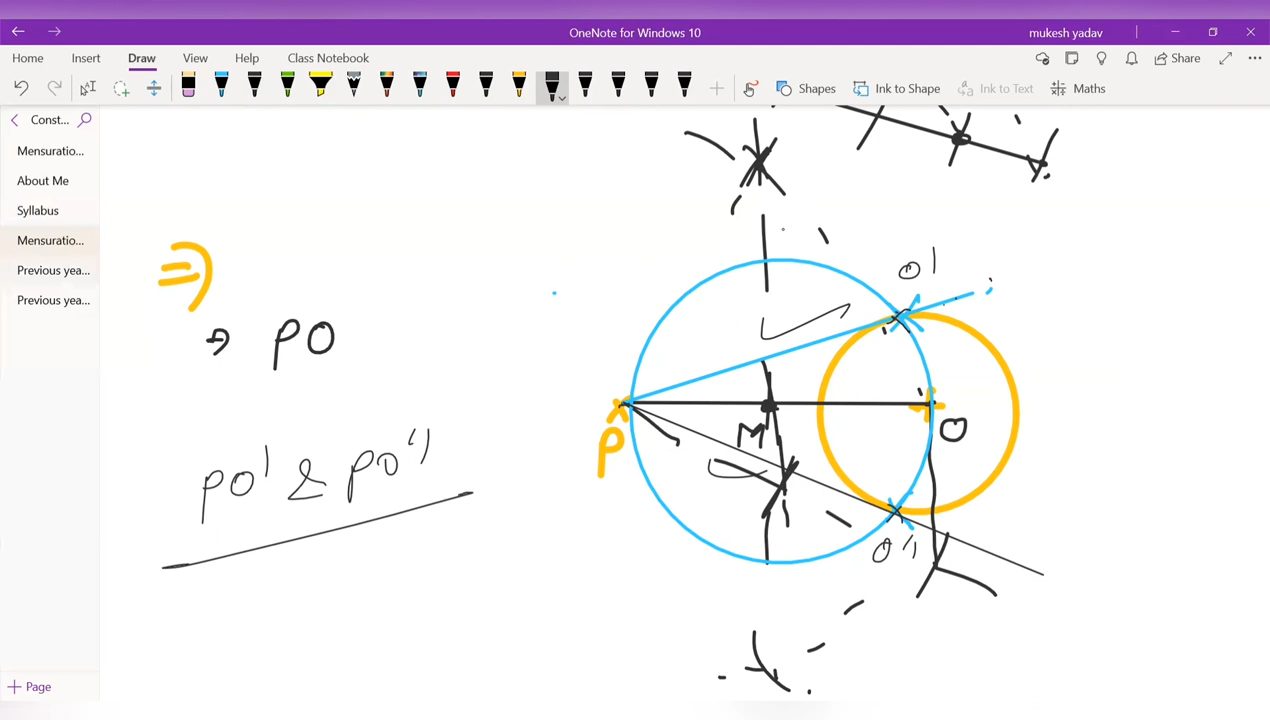 OneNote for Windows 10
mukesh yadav
Home Insert Draw View Help Class Notebook
Share
Shapes
Ink to Shape
Ink to Text
Maths
Const...
Mensuratio...
About Me
Syllabus
Mensuratio...
Previous yea...
Previous yea...
Page
⇒
→ PO
PO' & PO''
O'
P
M
O
O''